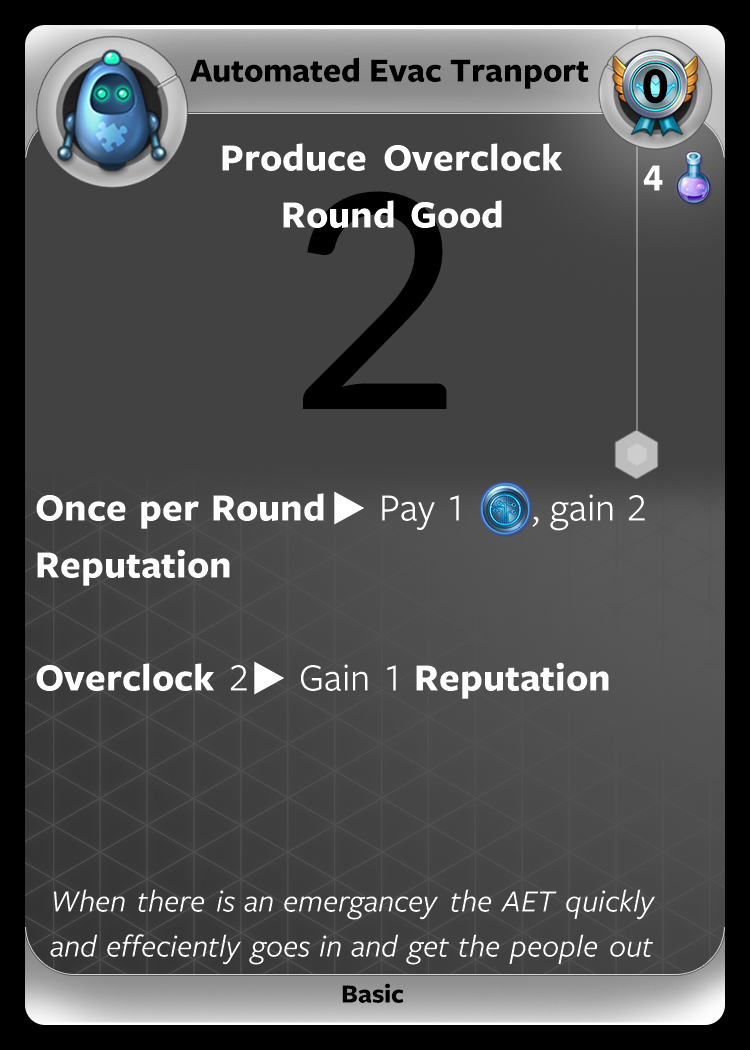 Automated Evac Tranport
0
Produce Overclock
4
Round Good
2
Once per Round▶ Pay 1 , gain 2
Reputation
Overclock 2▶ Gain 1 Reputation
When there is an emergancey the AET quickly
and effeciently goes in and get the people out
Basic